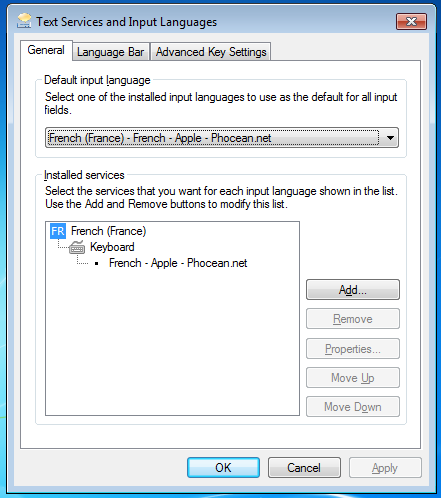 Text Services and Input Languages
General
Language Bar
Advanced Key Settings
Default input language
Select one of the installed input languages to use as the default for all input
fields.
French (France) - French - Apple - Phocean.net
Installed services
Select the services that you want for each input language shown in the list.
Use the Add and Remove buttons to modify this list.
FR French (France)
Keyboard
French - Apple - Phocean.net
Add...
Remove
Properties...
Move Up
Move Down
OK
Cancel
Apply